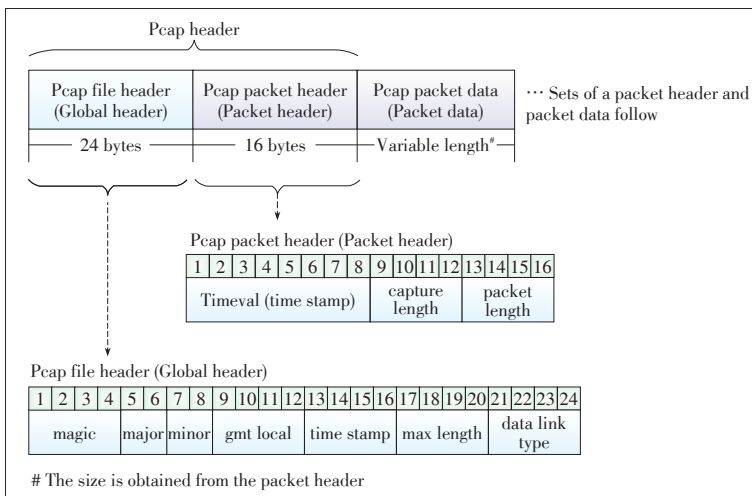 Pcap header
Pcap file header
(Global header)
Pcap packet header
(Packet header)
Pcap packet data
(Packet data)
··· Sets of a packet header and
packet data follow
24 bytes
16 bytes
Variable length#
Pcap packet header (Packet header)
1 2 3 4 5 6 7 8 9 10 11 12 13 14 15 16
Timeval (time stamp)
capture
length
packet
length
Pcap file header (Global header)
1 2 3 4 5 6 7 8 9 10 11 12 13 14 15 16 17 18 19 20 21 22 23 24
magic major minor gmt local time stamp max length
data link
type
# The size is obtained from the packet header